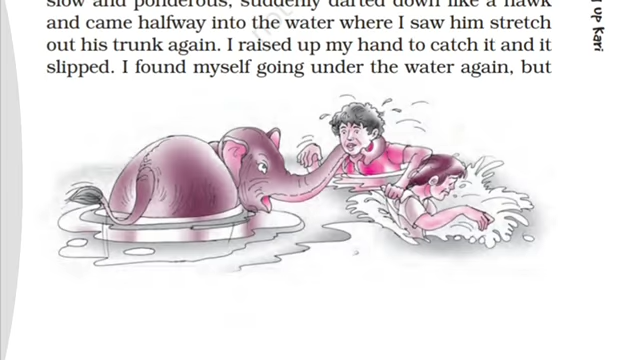 slow and ponderous, suddenly darted down like a hawk
and came halfway into the water where I saw him stretch
out his trunk again. I raised up my hand to catch it and it
slipped. I found myself going under the water again, but
up Kari